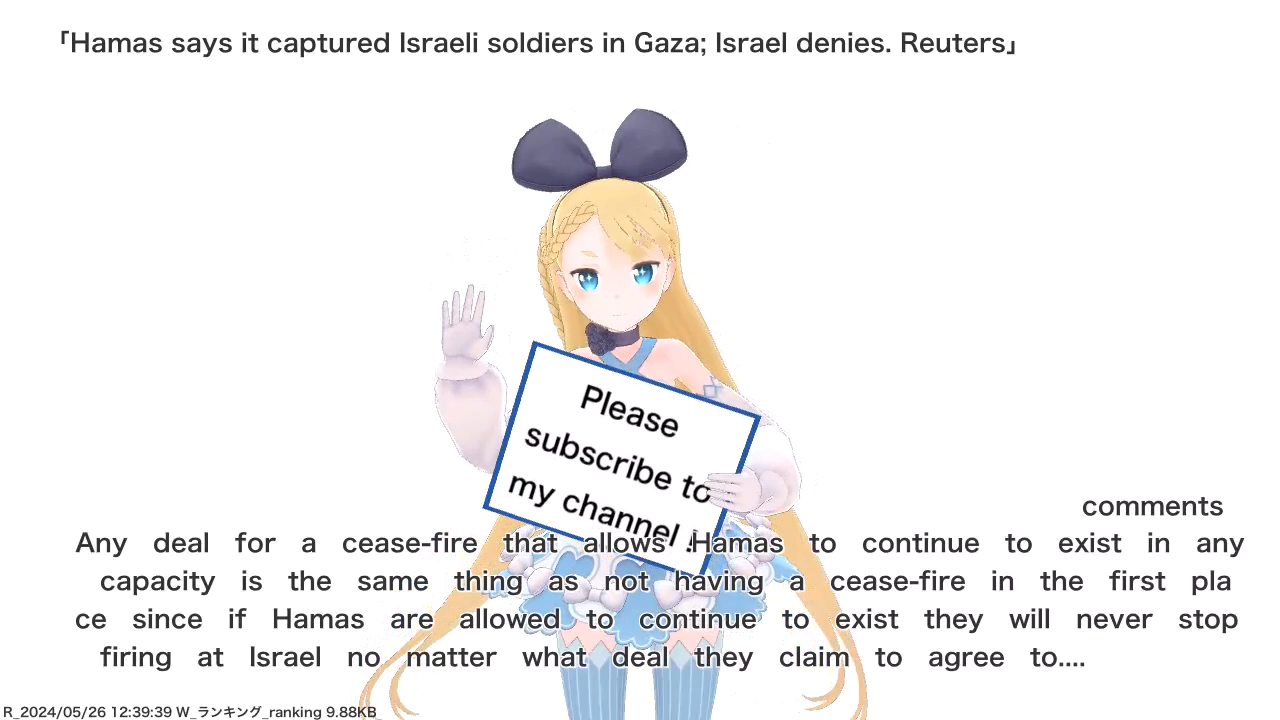 「Hamas says it captured Israeli soldiers in Gaza; Israel denies. Reuters」
Please
subscribe to
my channel !
comments
Any deal for a cease-fire that allows Hamas to continue to exist in any
capacity is the same thing as not having a cease-fire in the first pla
ce since if Hamas are allowed to continue to exist they will never stop
firing at Israel no matter what deal they claim to agree to....
R_2024/05/26 12:39:39 W_ランキング_ranking 9.88KB